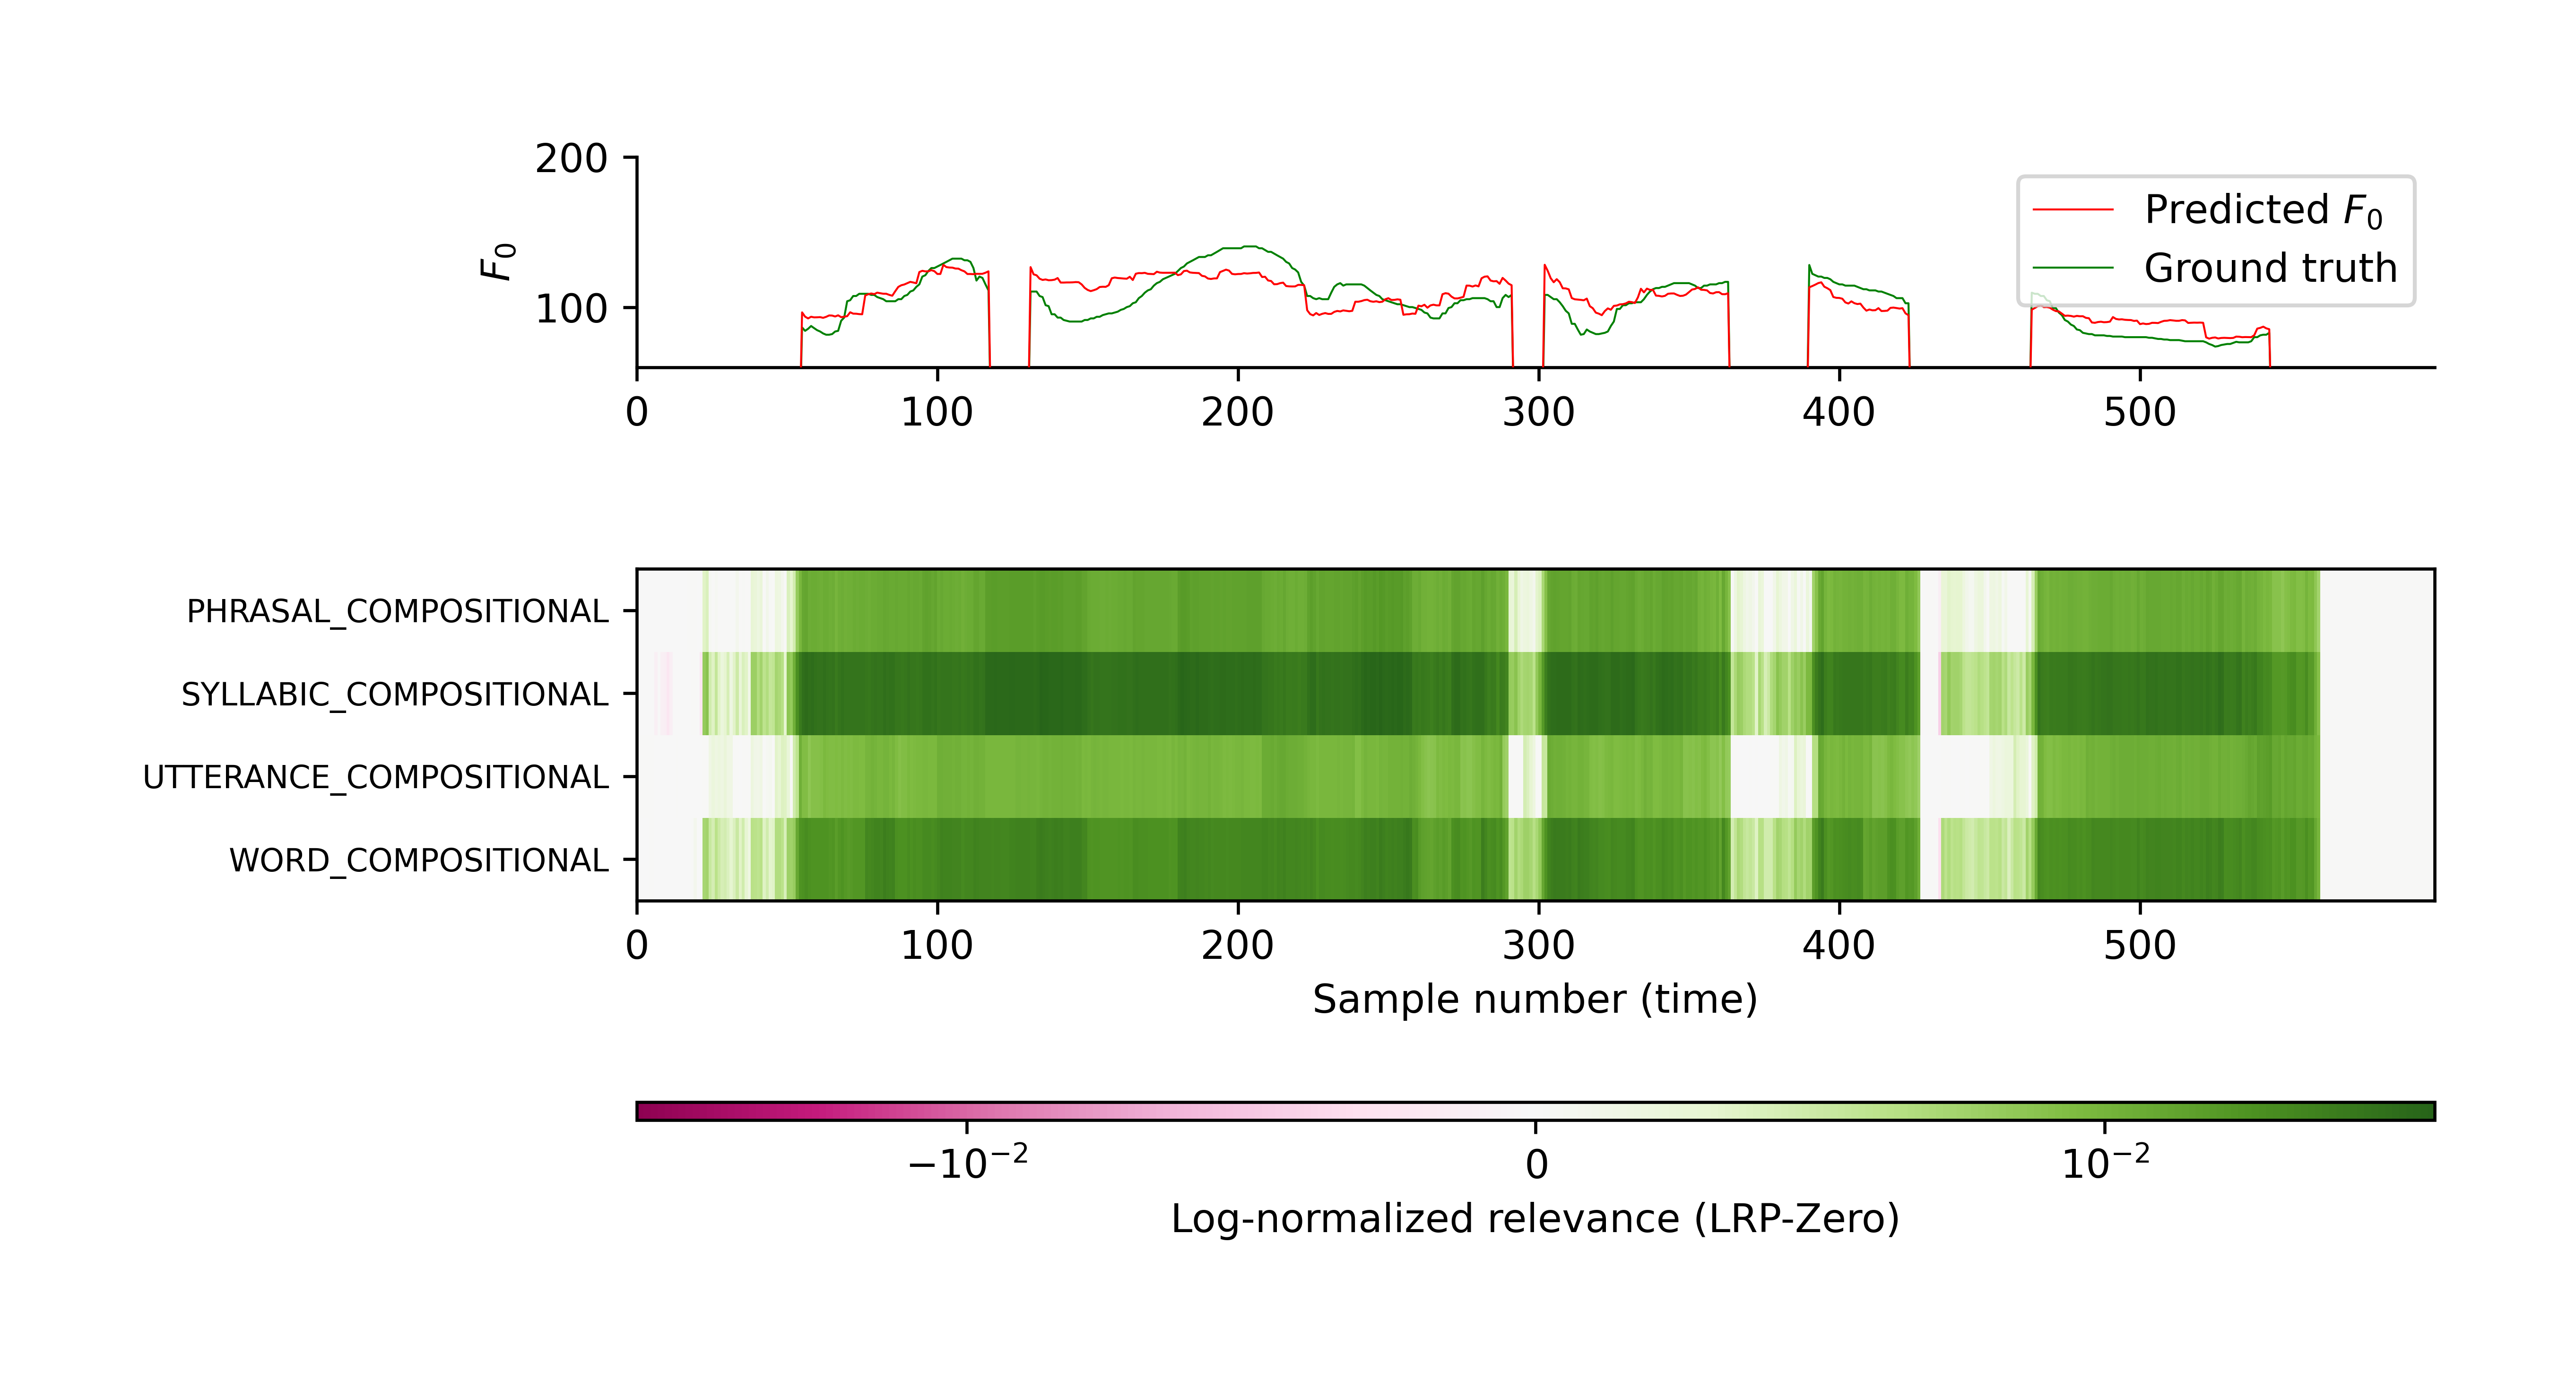 200
100
F₀
Predicted F₀
Ground truth
0 100 200 300 400 500
PHRASAL_COMPOSITIONAL
SYLLABIC_COMPOSITIONAL
UTTERANCE_COMPOSITIONAL
WORD_COMPOSITIONAL
0 100 200 300 400 500
Sample number (time)
−10⁻² 0 10⁻²
Log-normalized relevance (LRP-Zero)